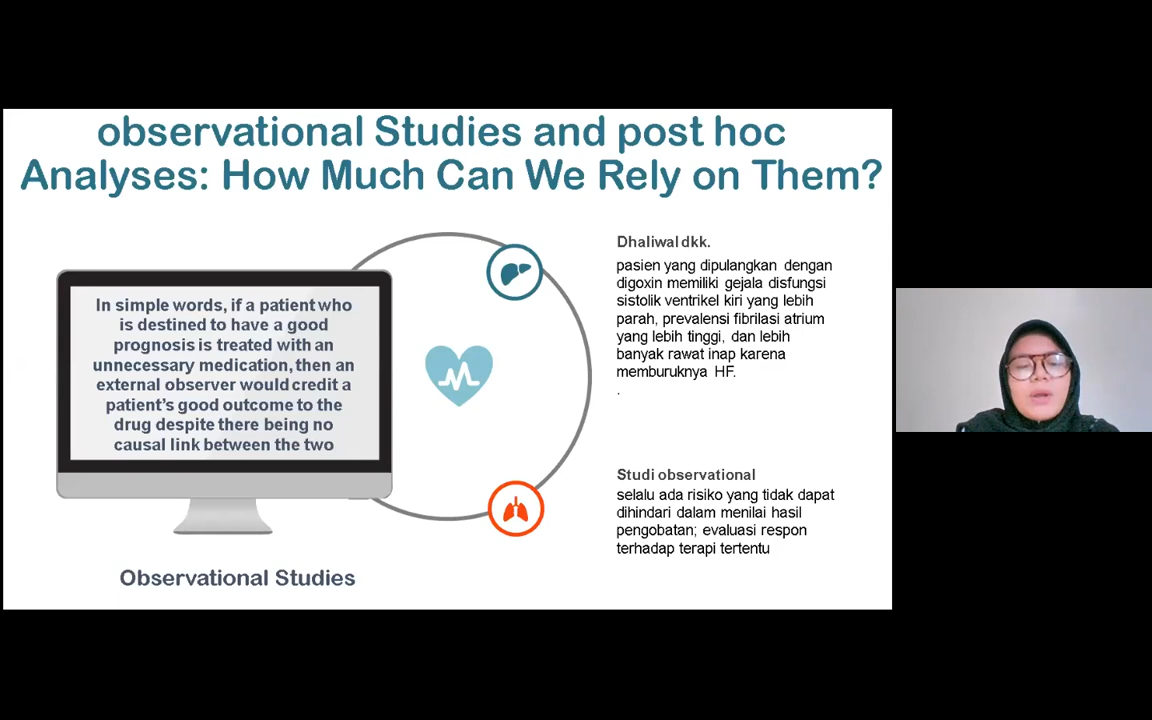 observational Studies and post hoc
Analyses: How Much Can We Rely on Them?
In simple words, if a patient who
is destined to have a good
prognosis is treated with an
unnecessary medication, then an
external observer would credit a
patient's good outcome to the
drug despite there being no
causal link between the two
Observational Studies
Dhaliwal dkk.
pasien yang dipulangkan dengan
digoxin memiliki gejala disfungsi
sistolik ventrikel kiri yang lebih
parah, prevalensi fibrilasi atrium
yang lebih tinggi, dan lebih
banyak rawat inap karena
memburuknya HF.
.
Studi observational
selalu ada risiko yang tidak dapat
dihindari dalam menilai hasil
pengobatan; evaluasi respon
terhadap terapi tertentu